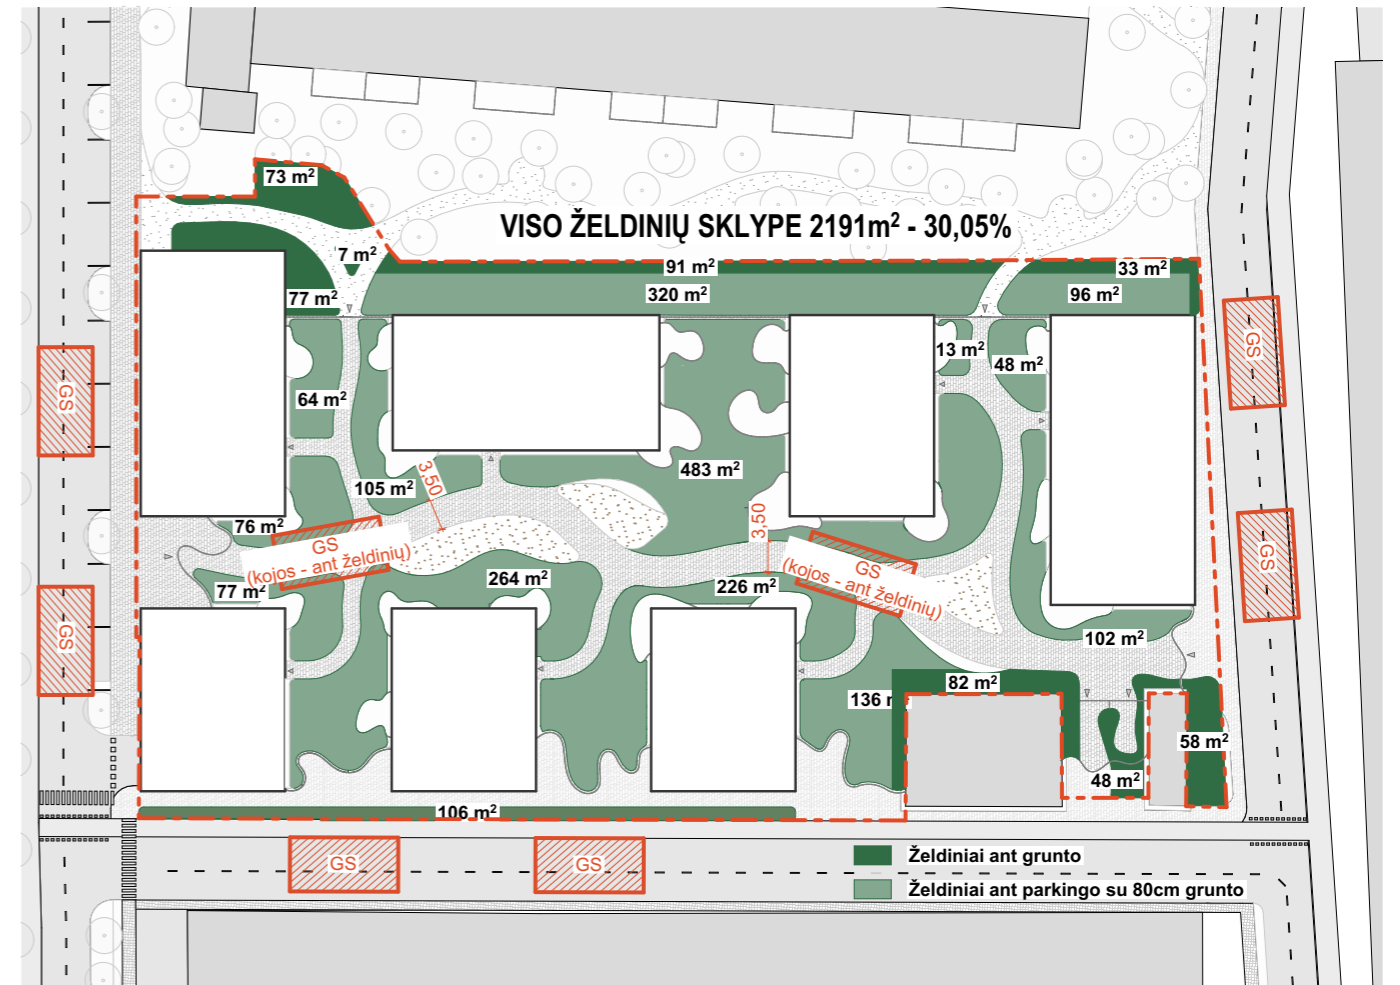 73 m²
VISO ŽELDINIŲ SKLYPE 2191m² - 30,05%
7 m²
91 m²
33 m²
77 m²
320 m²
96 m²
GS
13 m²
48 m²
GS
64 m²
483 m²
105 m²
3,50
3,50
76 m²
GS
(kojos - ant želdinių)
GS
(kojos - ant želdinių)
GS
77 m²
264 m²
226 m²
GS
102 m²
82 m²
136
58 m²
48 m²
106 m²
GS
GS
Želdiniai ant grunto
Želdiniai ant parkingo su 80cm grunto